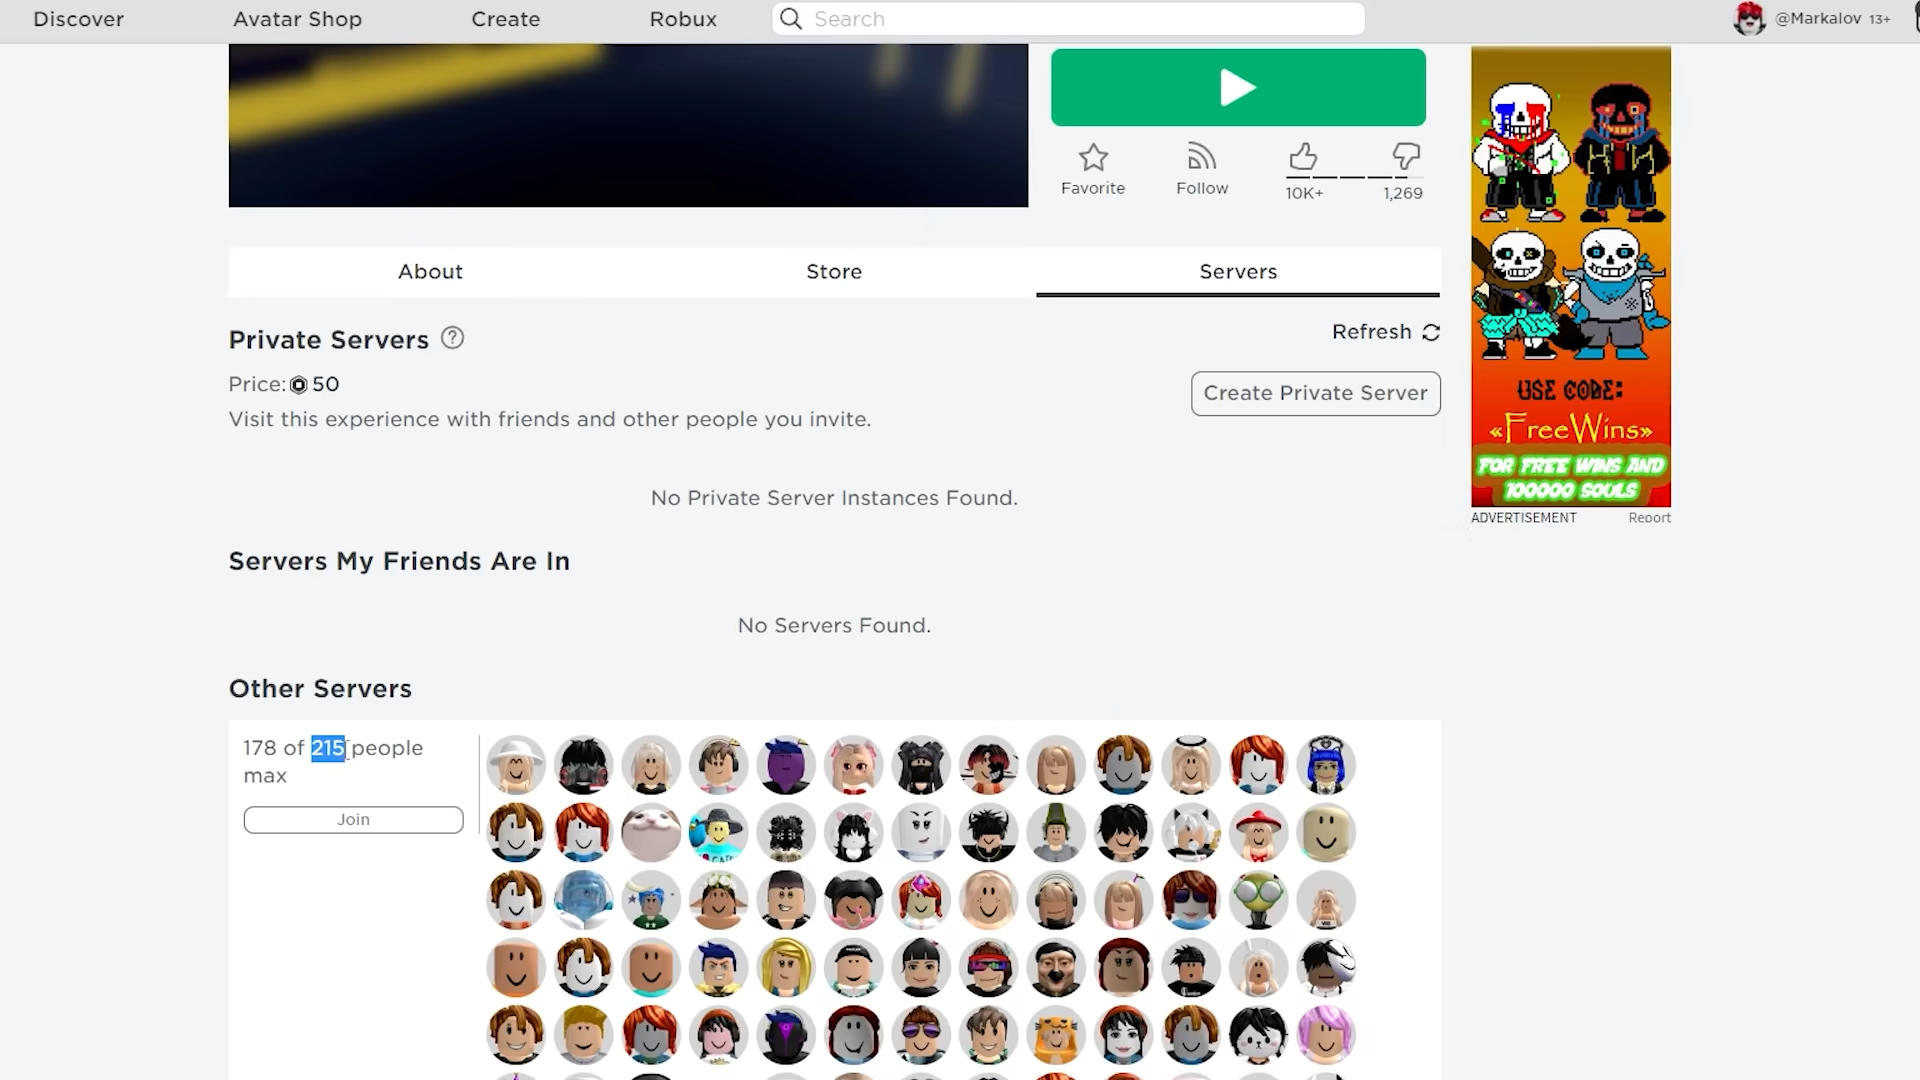 Discover
Avatar Shop
Create
Robux
Search
@Markalov 13+
Favorite
Follow
10K+
1,269
About
Store
Servers
Private Servers
Refresh
Price: 50
Create Private Server
Visit this experience with friends and other people you invite.
No Private Server Instances Found.
USE CODE:
«FreeWins»
FOR FREE WINS AND
100000 SOULS
ADVERTISEMENT
Report
Servers My Friends Are In
No Servers Found.
Other Servers
178 of 215 people
max
Join